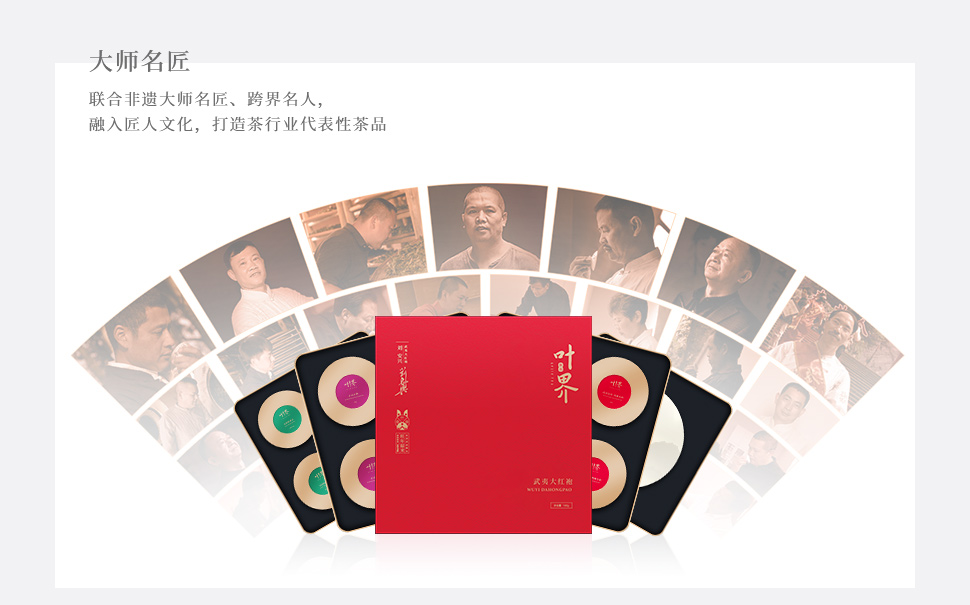 大师名匠
联合非遗大师名匠、跨界名人，
融入匠人文化，打造茶行业代表性茶品
叶界
武夷大红袍
WUYI DAHONGPAO